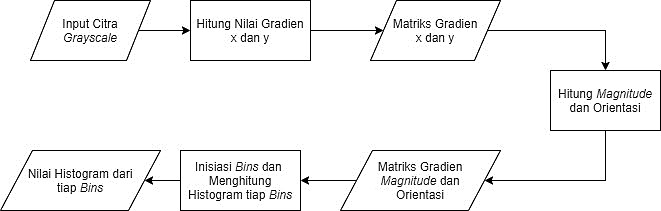 Input Citra
Grayscale
Hitung Nilai Gradien
x dan y
Matriks Gradien
x dan y
Hitung Magnitude
dan Orientasi
Matriks Gradien
Magnitude dan
Orientasi
Inisiasi Bins dan
Menghitung
Histogram tiap Bins
Nilai Histogram dari
tiap Bins